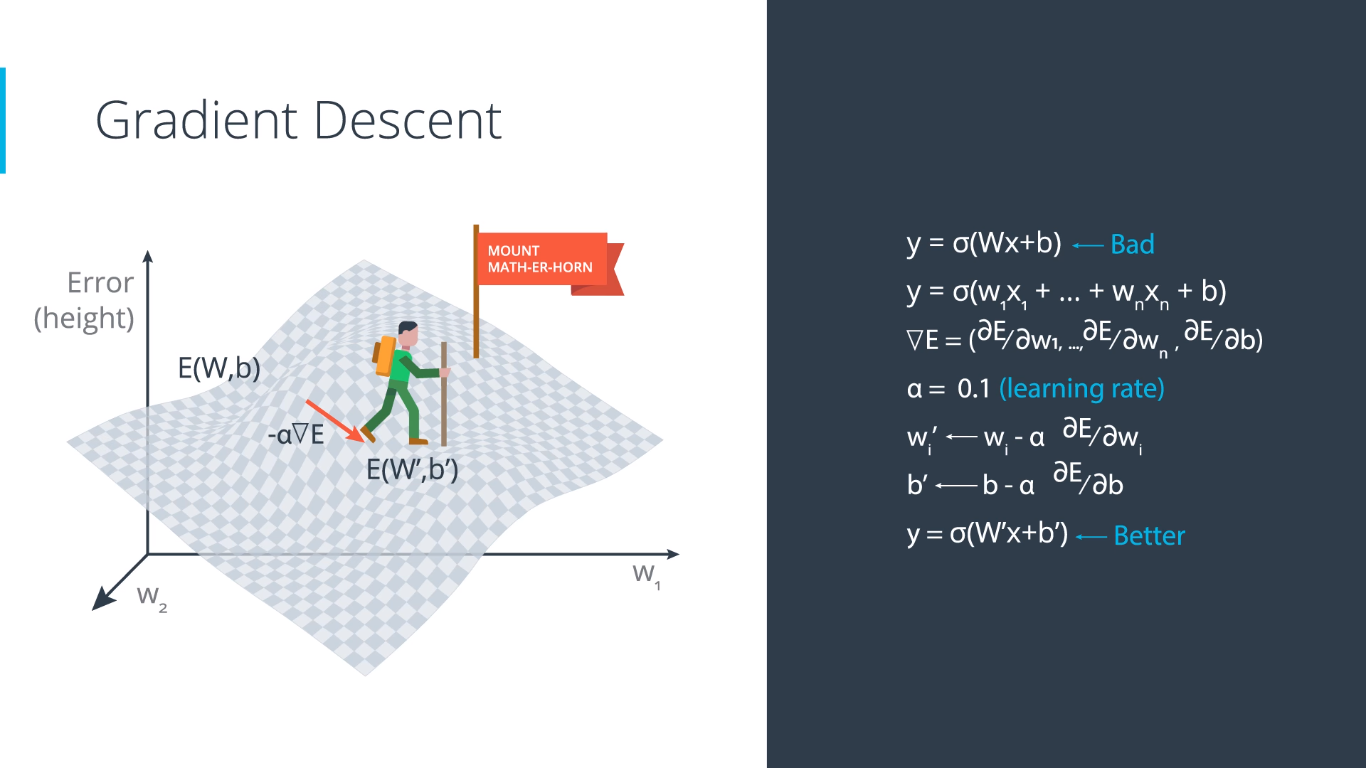 Gradient Descent
MOUNT
MATH-ER-HORN
Error
(height)
E(W,b)
-α∇E
E(W',b')
w₁
w₂
y = σ(Wx+b) ← Bad
y = σ(w₁x₁ + ... + wₙxₙ + b)
∇E = (∂E/∂w₁, ...,∂E/∂wₙ , ∂E/∂b)
α = 0.1 (learning rate)
wᵢ' ← wᵢ - α ∂E/∂wᵢ
b' ← b - α ∂E/∂b
y = σ(W'x+b') ← Better